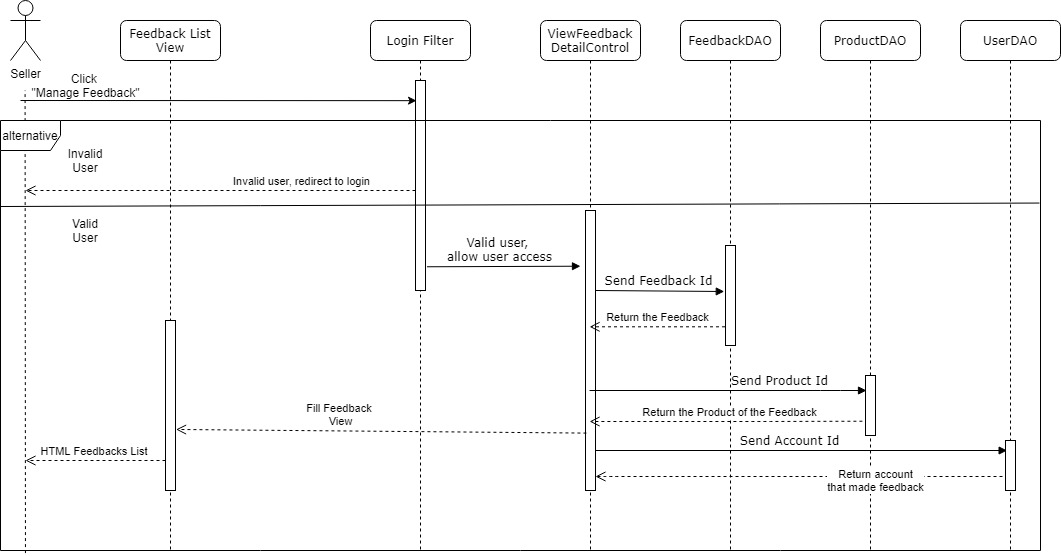 Feedback List
View
Login Filter
ViewFeedback
DetailControl
FeedbackDAO
ProductDAO
UserDAO
Seller
Click
"Manage Feedback"
alternative
Invalid
User
Invalid user, redirect to login
Valid
User
Valid user,
allow user access
Send Feedback Id
Return the Feedback
Send Product Id
Fill Feedback
View
Return the Product of the Feedback
Send Account Id
HTML Feedbacks List
Return account
that made feedback